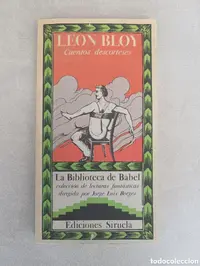 LEON BLOY
Cuentos descorteses
La Biblioteca de Babel
colección de lecturas fantásticas
dirigida por Jorge Luis Borges
Ediciones Siruela
todocoleccion